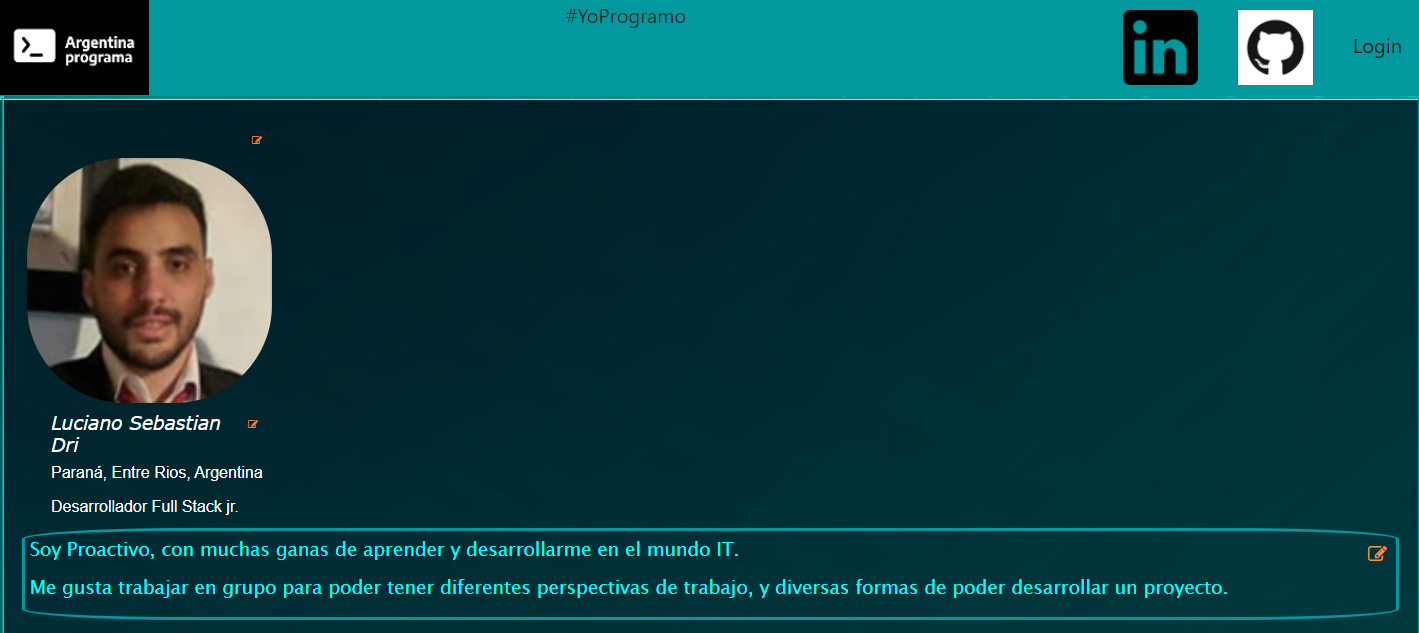 Argentina
programa
#YoProgramo
in
Login
Luciano Sebastian
Dri
Paraná, Entre Rios, Argentina
Desarrollador Full Stack jr.
Soy Proactivo, con muchas ganas de aprender y desarrollarme en el mundo IT.
Me gusta trabajar en grupo para poder tener diferentes perspectivas de trabajo, y diversas formas de poder desarrollar un proyecto.